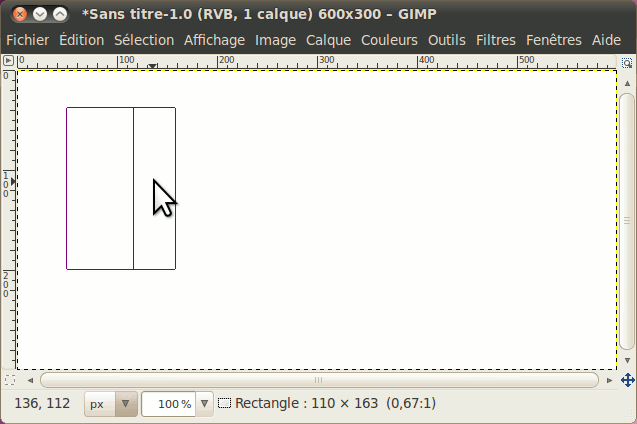 *Sans titre-1.0 (RVB, 1 calque) 600x300 – GIMP
Fichier Édition Sélection Affichage Image Calque Couleurs Outils Filtres Fenêtres Aide
0 100 200 300 400 500
0
100
200
136, 112 px 100 % Rectangle : 110 × 163 (0,67:1)